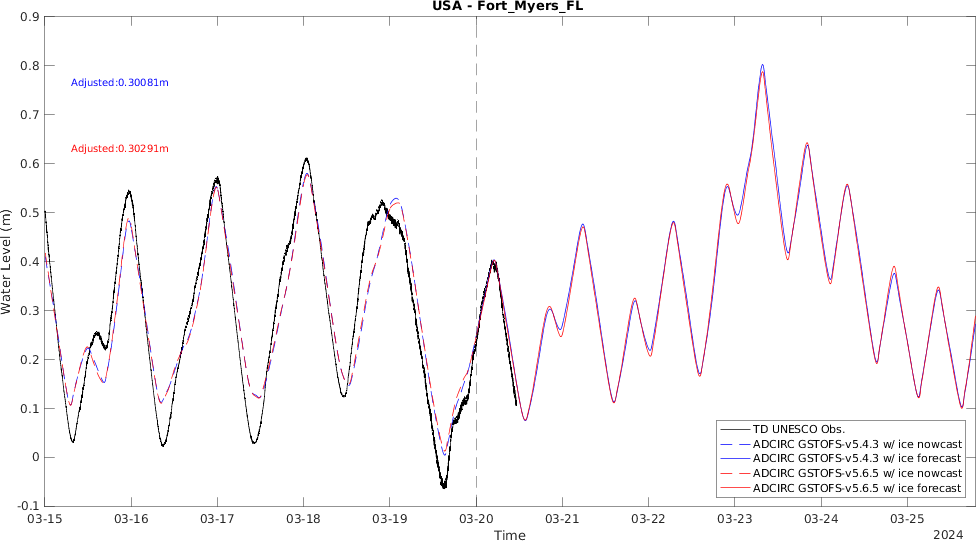 USA - Fort_Myers_FL
0.9
0.8
0.7
0.6
0.5
0.4
0.3
0.2
0.1
0
-0.1
Water Level (m)
Adjusted:0.30081m
Adjusted:0.30291m
TD UNESCO Obs.
ADCIRC GSTOFS-v5.4.3 w/ ice nowcast
ADCIRC GSTOFS-v5.4.3 w/ ice forecast
ADCIRC GSTOFS-v5.6.5 w/ ice nowcast
ADCIRC GSTOFS-v5.6.5 w/ ice forecast
03-15 03-16 03-17 03-18 03-19 03-20 03-21 03-22 03-23 03-24 03-25
Time
2024